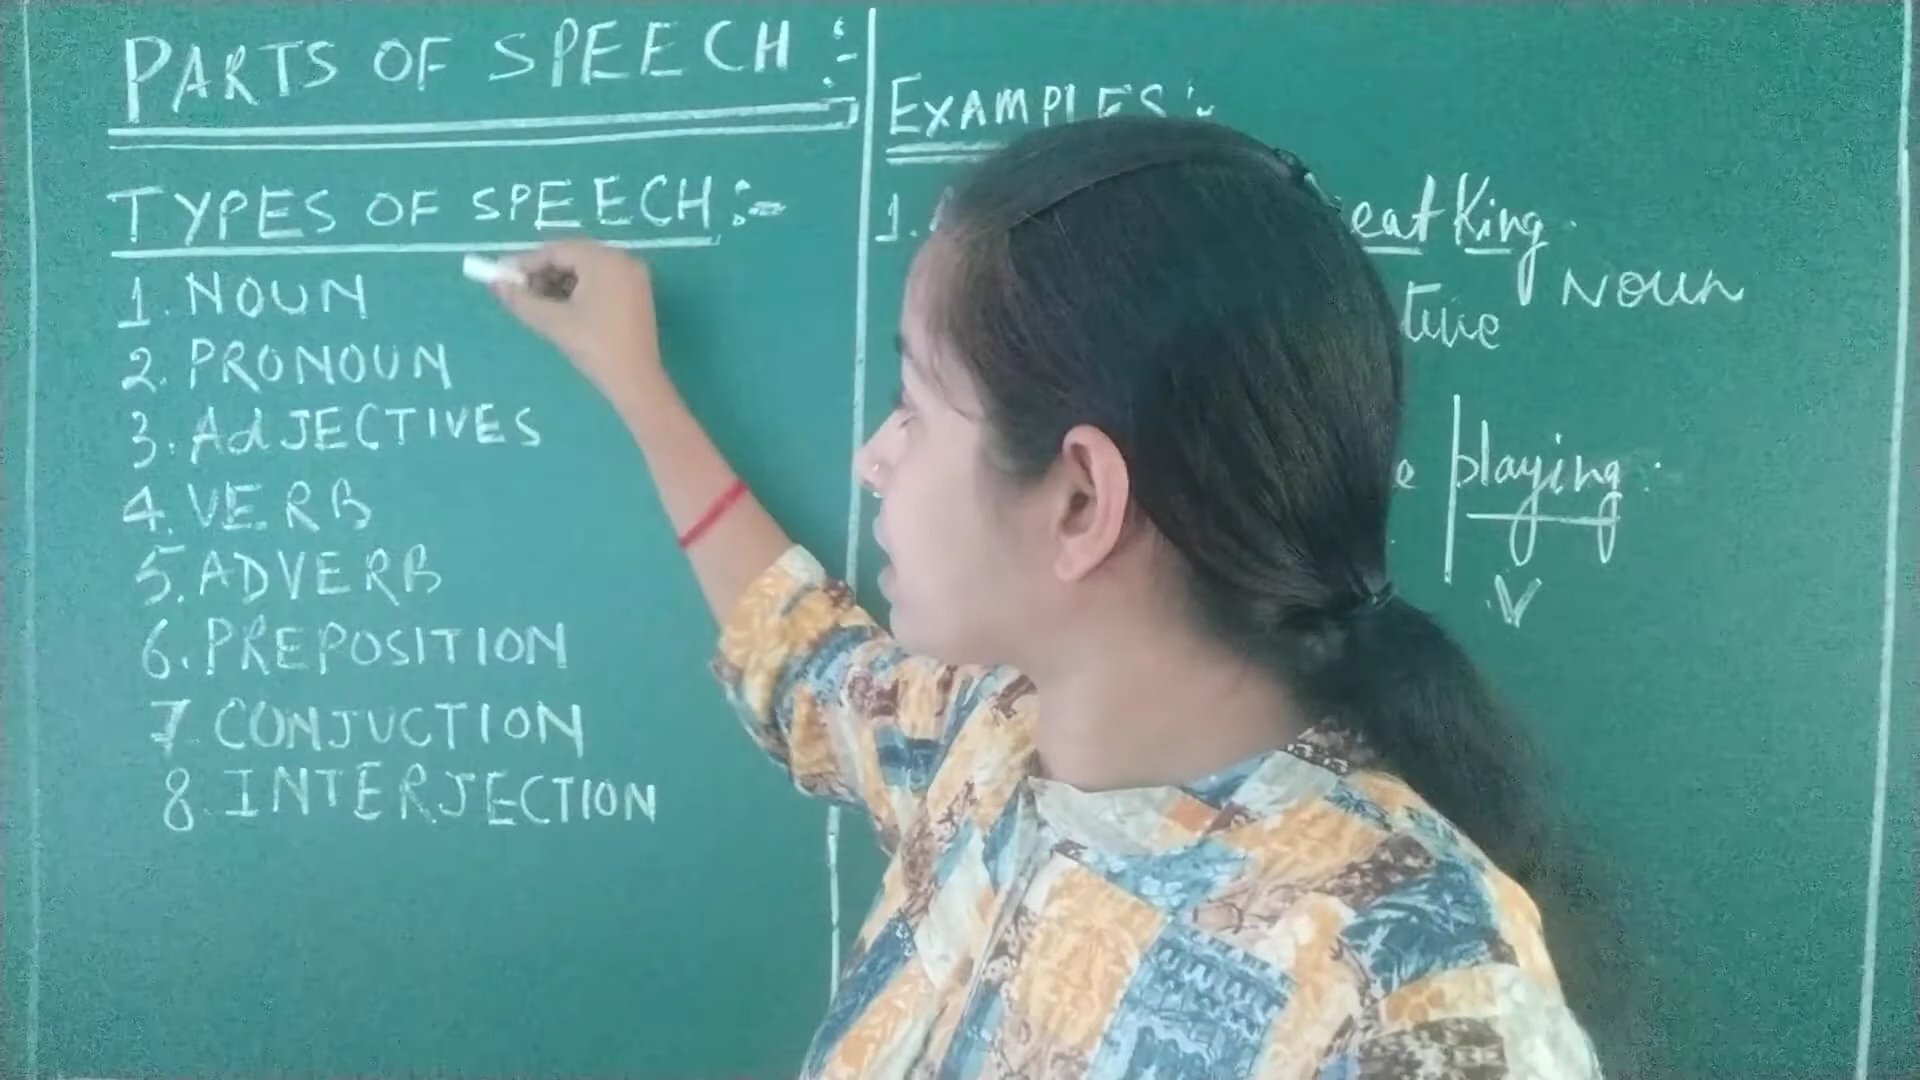 PARTS OF SPEECH :-
TYPES OF SPEECH :-
1. NOUN
2. PRONOUN
3. AdJECTIVES
4. VERB
5. ADVERB
6. PREPOSITION
7 CONJUCTION
8. INTERJECTION
EXAMPLES :-
1.
King.
NOUN
playing.